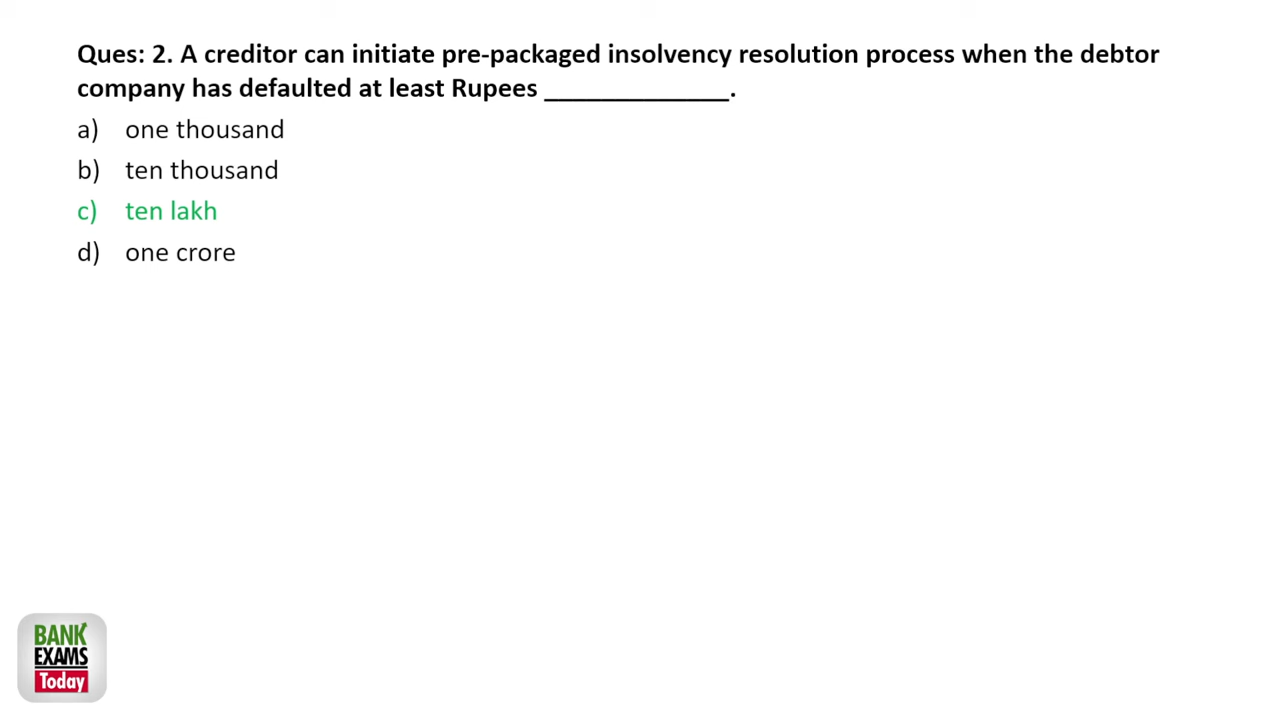 Ques: 2. A creditor can initiate pre-packaged insolvency resolution process when the debtor
company has defaulted at least Rupees _____________.
a) one thousand
b) ten thousand
c) ten lakh
d) one crore
BANK
EXAMS
Today